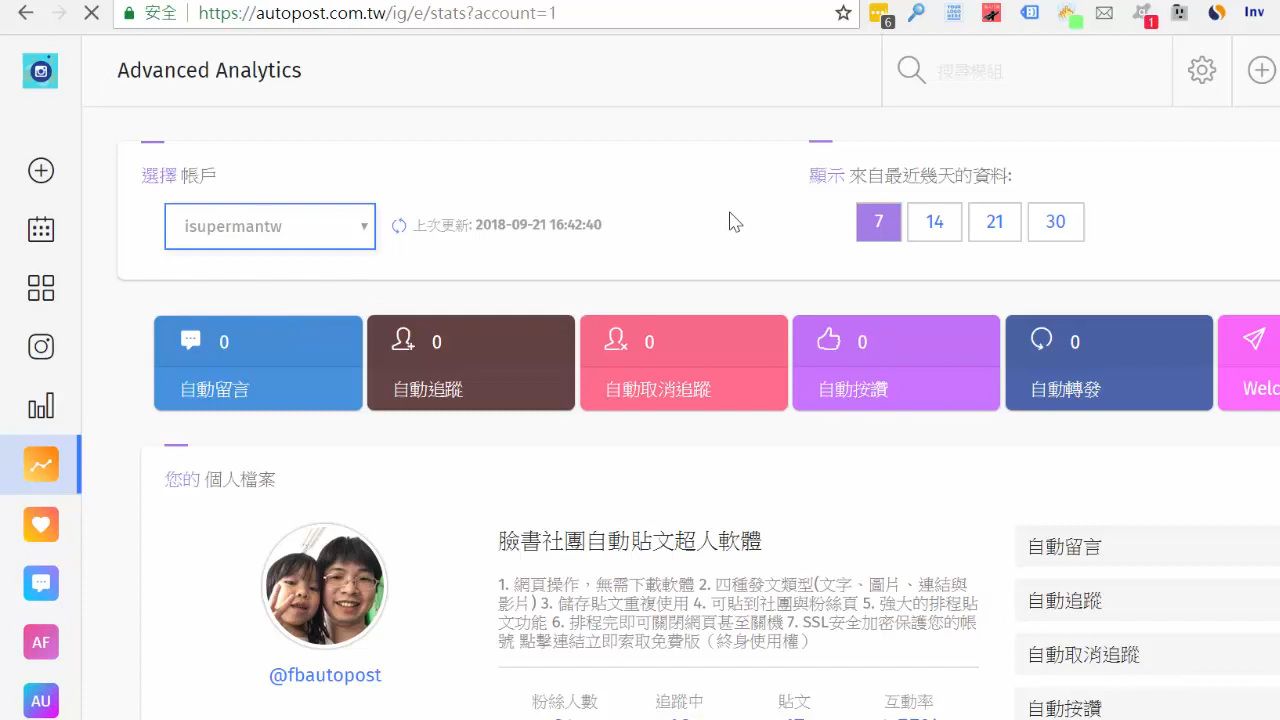 安全 https://autopost.com.tw/ig/e/stats?account=1
6
1
Inv
Advanced Analytics
搜尋模組
選擇 帳戶
顯示 來自最近幾天的資料:
isupermantw
上次更新: 2018-09-21 16:42:40
7 14 21 30
0 0 0 0 0
自動留言 自動追蹤 自動取消追蹤 自動按讚 自動轉發
您的 個人檔案
臉書社團自動貼文超人軟體
1. 網頁操作，無需下載軟體 2. 四種發文類型(文字、圖片、連結與
影片) 3. 儲存貼文重複使用 4. 可貼到社團與粉絲頁 5. 強大的排程貼
文功能 6. 排程完即可關閉網頁甚至關機 7. SSL安全加密保護您的帳
號 點擊連結立即索取免費版（終身使用權）
@fbautopost
粉絲人數 追蹤中 貼文 互動率
自動留言
自動追蹤
自動取消追蹤
自動按讚
AF
AU